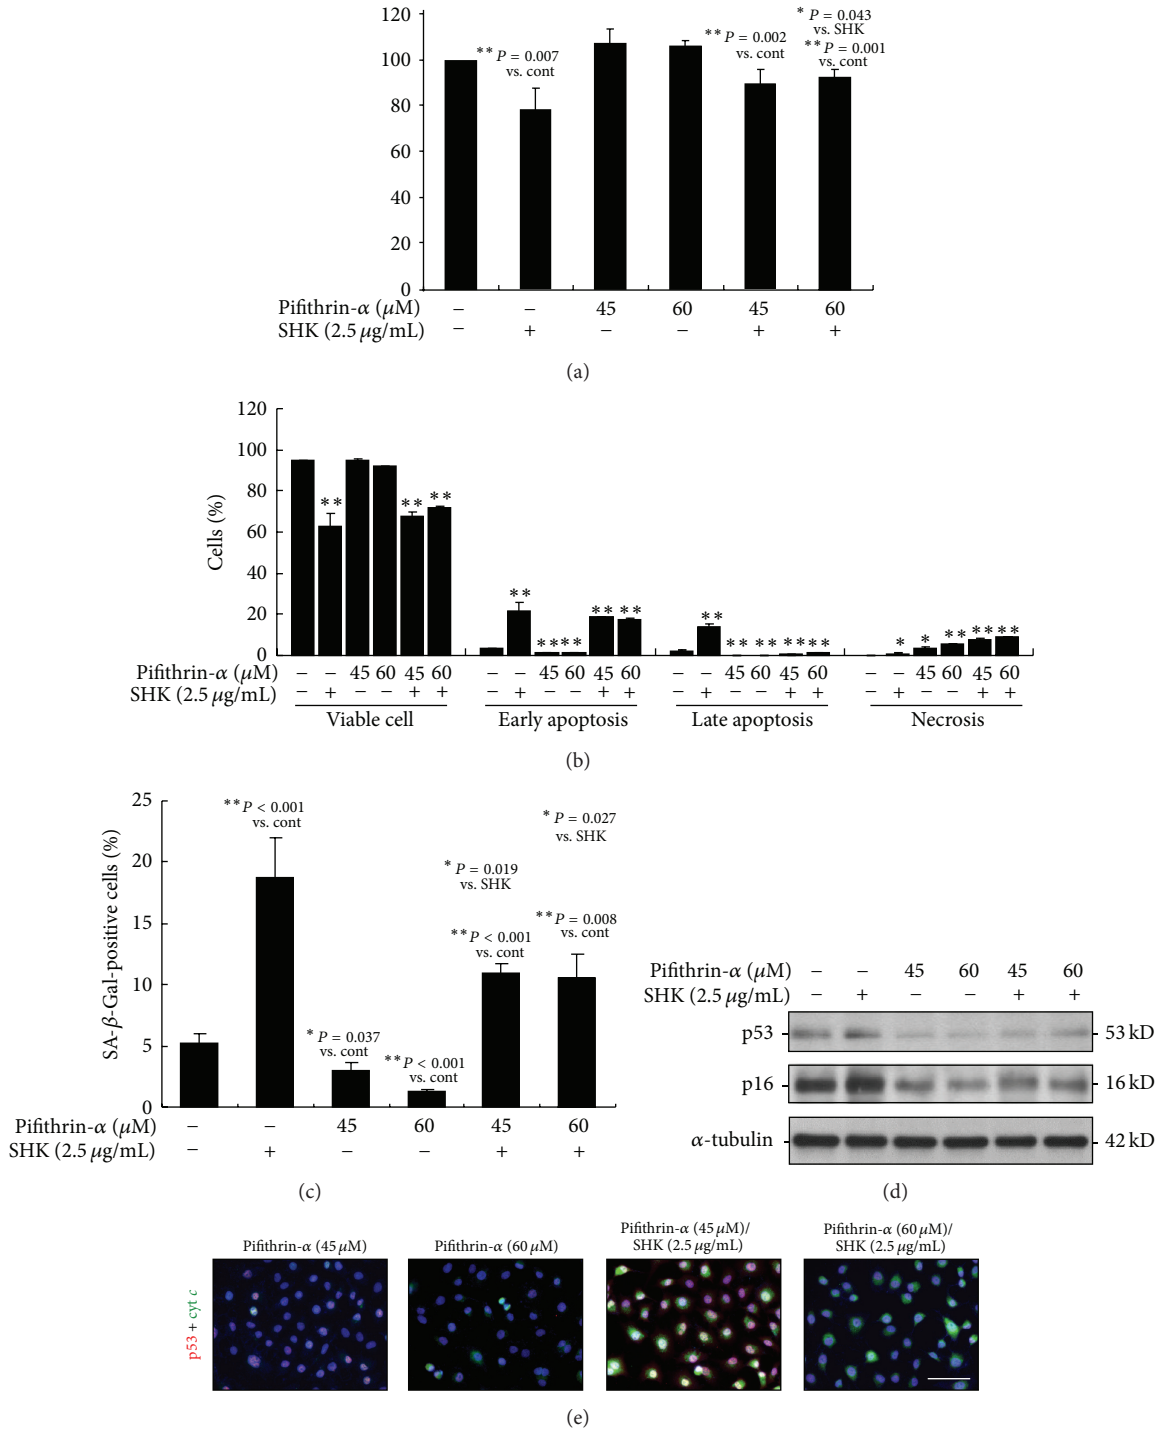 120
100
80
60
40
20
0
** P = 0.007
vs. cont
** P = 0.002
vs. cont
* P = 0.043
vs. SHK
** P = 0.001
vs. cont
Pifithrin-α (μM) − − 45 60 45 60
SHK (2.5 μg/mL) − + − − + +
(a)
120
100
80
60
40
20
0
Cells (%)
** ** **
** ** ** ** **
** ** ** ** **
* * ** ** **
Pifithrin-α (μM) − − 45 60 45 60 − − 45 60 45 60 − − 45 60 45 60 − − 45 60 45 60
SHK (2.5 μg/mL) − + − − + + − + − − + + − + − − + + − + − − + +
Viable cell Early apoptosis Late apoptosis Necrosis
(b)
25
20
15
10
5
0
SA-β-Gal-positive cells (%)
** P < 0.001
vs. cont
* P = 0.037
vs. cont
** P < 0.001
vs. cont
* P = 0.019
vs. SHK
** P < 0.001
vs. cont
* P = 0.027
vs. SHK
** P = 0.008
vs. cont
Pifithrin-α (μM) − − 45 60 45 60
SHK (2.5 μg/mL) − + − − + +
(c)
Pifithrin-α (μM) − − 45 60 45 60
SHK (2.5 μg/mL) − + − − + +
p53 53 kD
p16 16 kD
α-tubulin 42 kD
(d)
p53 + cyt c
Pifithrin-α (45 μM)
Pifithrin-α (60 μM)
Pifithrin-α (45 μM)/
SHK (2.5 μg/mL)
Pifithrin-α (60 μM)/
SHK (2.5 μg/mL)
(e)